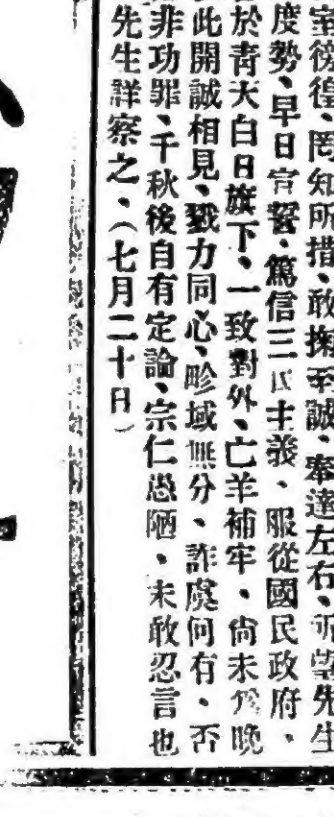 室徬徨、罔知所措、敢掬至誠、奉達左右、亦望先生
度勢、早日宣誓、篤信三民主義、服從國民政府、
於靑天白日旗下、一致對外、亡羊補牢、尙未爲晚
此開誠相見、戮力同心、畛域無分、詐虞何有、否
非功罪、千秋後自有定論、宗仁愚陋、未敢忍言也
先生詳察之、（七月二十日）